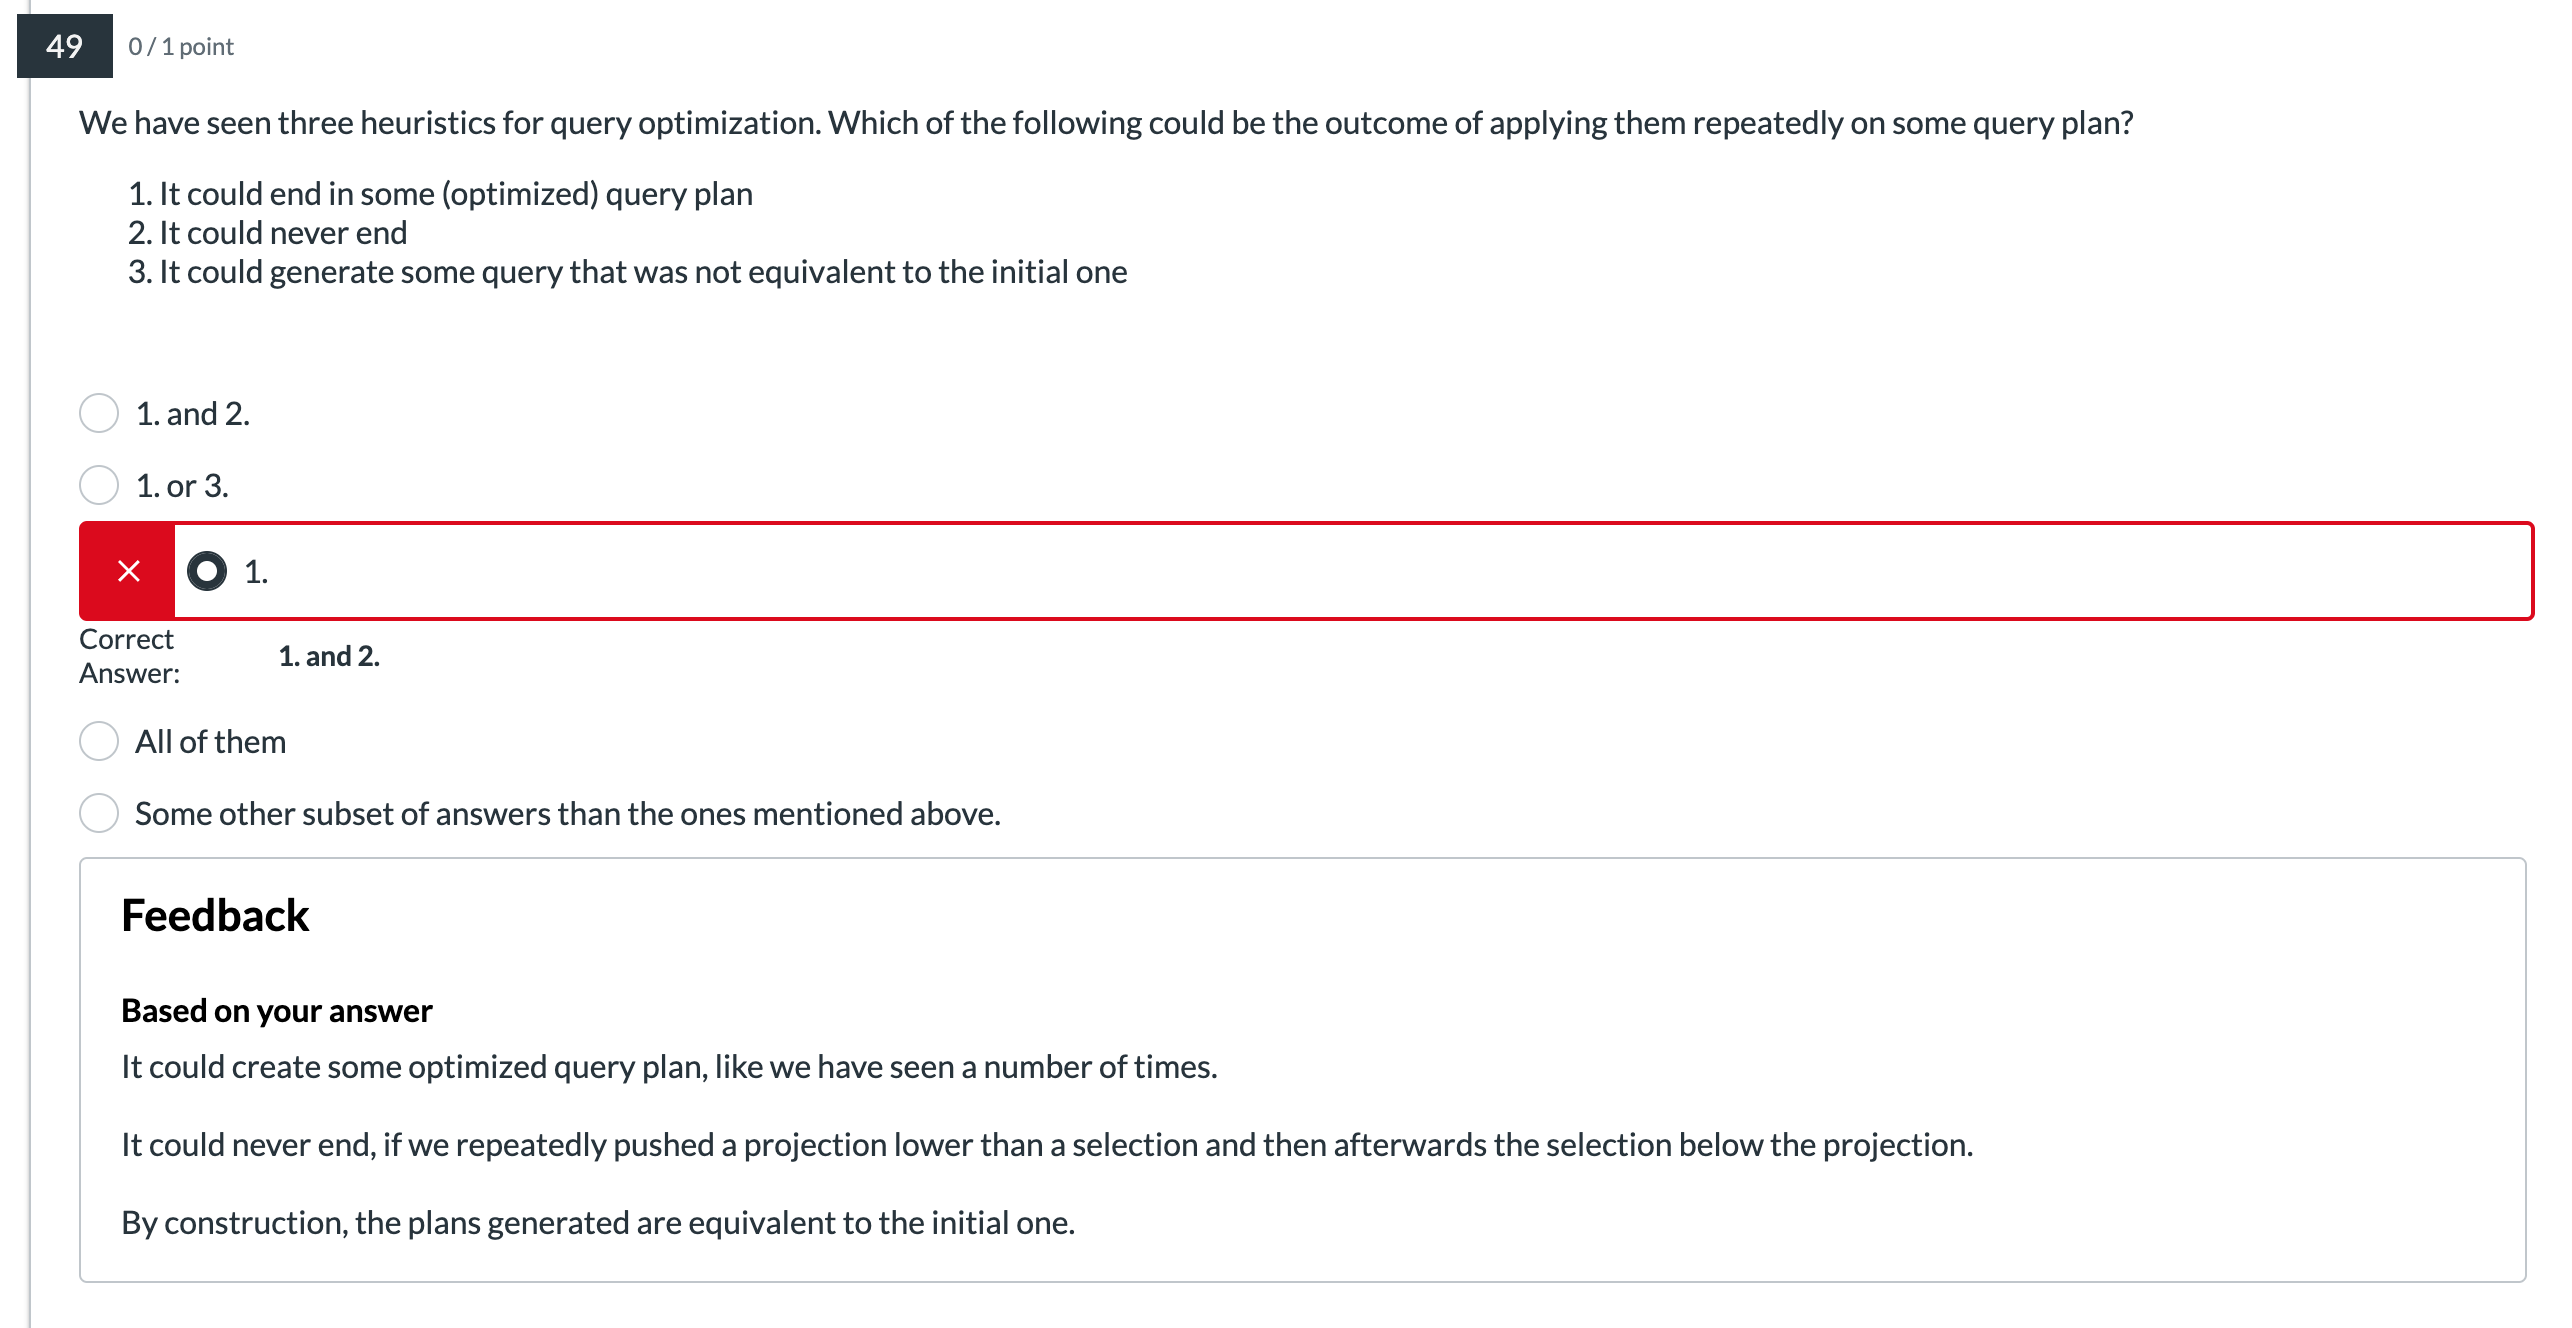 49
0 / 1 point
We have seen three heuristics for query optimization. Which of the following could be the outcome of applying them repeatedly on some query plan?
1. It could end in some (optimized) query plan
2. It could never end
3. It could generate some query that was not equivalent to the initial one
1. and 2.
1. or 3.
1.
Correct
Answer:
1. and 2.
All of them
Some other subset of answers than the ones mentioned above.
Feedback
Based on your answer
It could create some optimized query plan, like we have seen a number of times.
It could never end, if we repeatedly pushed a projection lower than a selection and then afterwards the selection below the projection.
By construction, the plans generated are equivalent to the initial one.